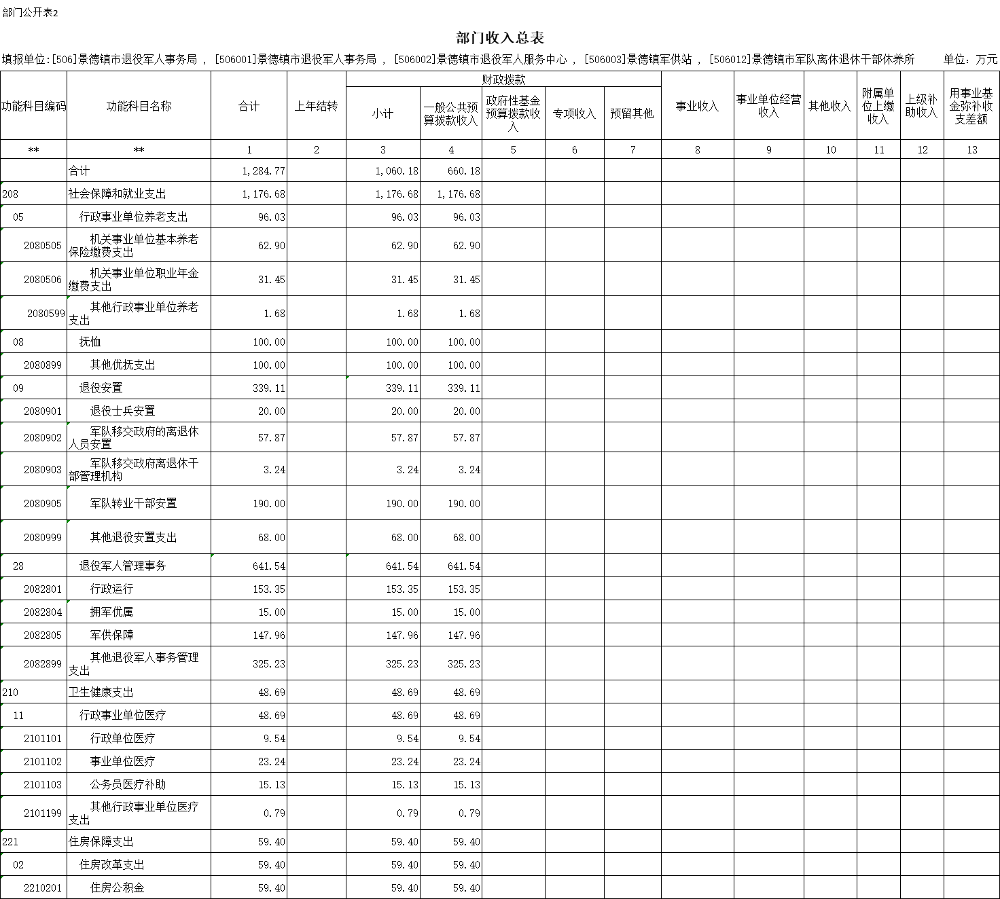 部门公开表2
部门收入总表
填报单位:[506]景德镇市退役军人事务局 , [506001]景德镇市退役军人事务局 , [506002]景德镇市退役军人服务中心 , [506003]景德镇军供站 , [506012]景德镇市军队离休退休干部休养所 单位：万元
功能科目编码 功能科目名称 合计 上年结转 财政拨款 事业收入 事业单位经营收入 其他收入 附属单位上缴收入 上级补助收入 用事业基金弥补收支差额
小计 一般公共预算拨款收入 政府性基金预算拨款收入 专项收入 预留其他
** ** 1 2 3 4 5 6 7 8 9 10 11 12 13
合计 1,284.77 1,060.18 660.18
208 社会保障和就业支出 1,176.68 1,176.68 1,176.68
05 行政事业单位养老支出 96.03 96.03 96.03
2080505 机关事业单位基本养老保险缴费支出 62.90 62.90 62.90
2080506 机关事业单位职业年金缴费支出 31.45 31.45 31.45
2080599 其他行政事业单位养老支出 1.68 1.68 1.68
08 抚恤 100.00 100.00 100.00
2080899 其他优抚支出 100.00 100.00 100.00
09 退役安置 339.11 339.11 339.11
2080901 退役士兵安置 20.00 20.00 20.00
2080902 军队移交政府的离退休人员安置 57.87 57.87 57.87
2080903 军队移交政府离退休干部管理机构 3.24 3.24 3.24
2080905 军队转业干部安置 190.00 190.00 190.00
2080999 其他退役安置支出 68.00 68.00 68.00
28 退役军人管理事务 641.54 641.54 641.54
2082801 行政运行 153.35 153.35 153.35
2082804 拥军优属 15.00 15.00 15.00
2082805 军供保障 147.96 147.96 147.96
2082899 其他退役军人事务管理支出 325.23 325.23 325.23
210 卫生健康支出 48.69 48.69 48.69
11 行政事业单位医疗 48.69 48.69 48.69
2101101 行政单位医疗 9.54 9.54 9.54
2101102 事业单位医疗 23.24 23.24 23.24
2101103 公务员医疗补助 15.13 15.13 15.13
2101199 其他行政事业单位医疗支出 0.79 0.79 0.79
221 住房保障支出 59.40 59.40 59.40
02 住房改革支出 59.40 59.40 59.40
2210201 住房公积金 59.40 59.40 59.40